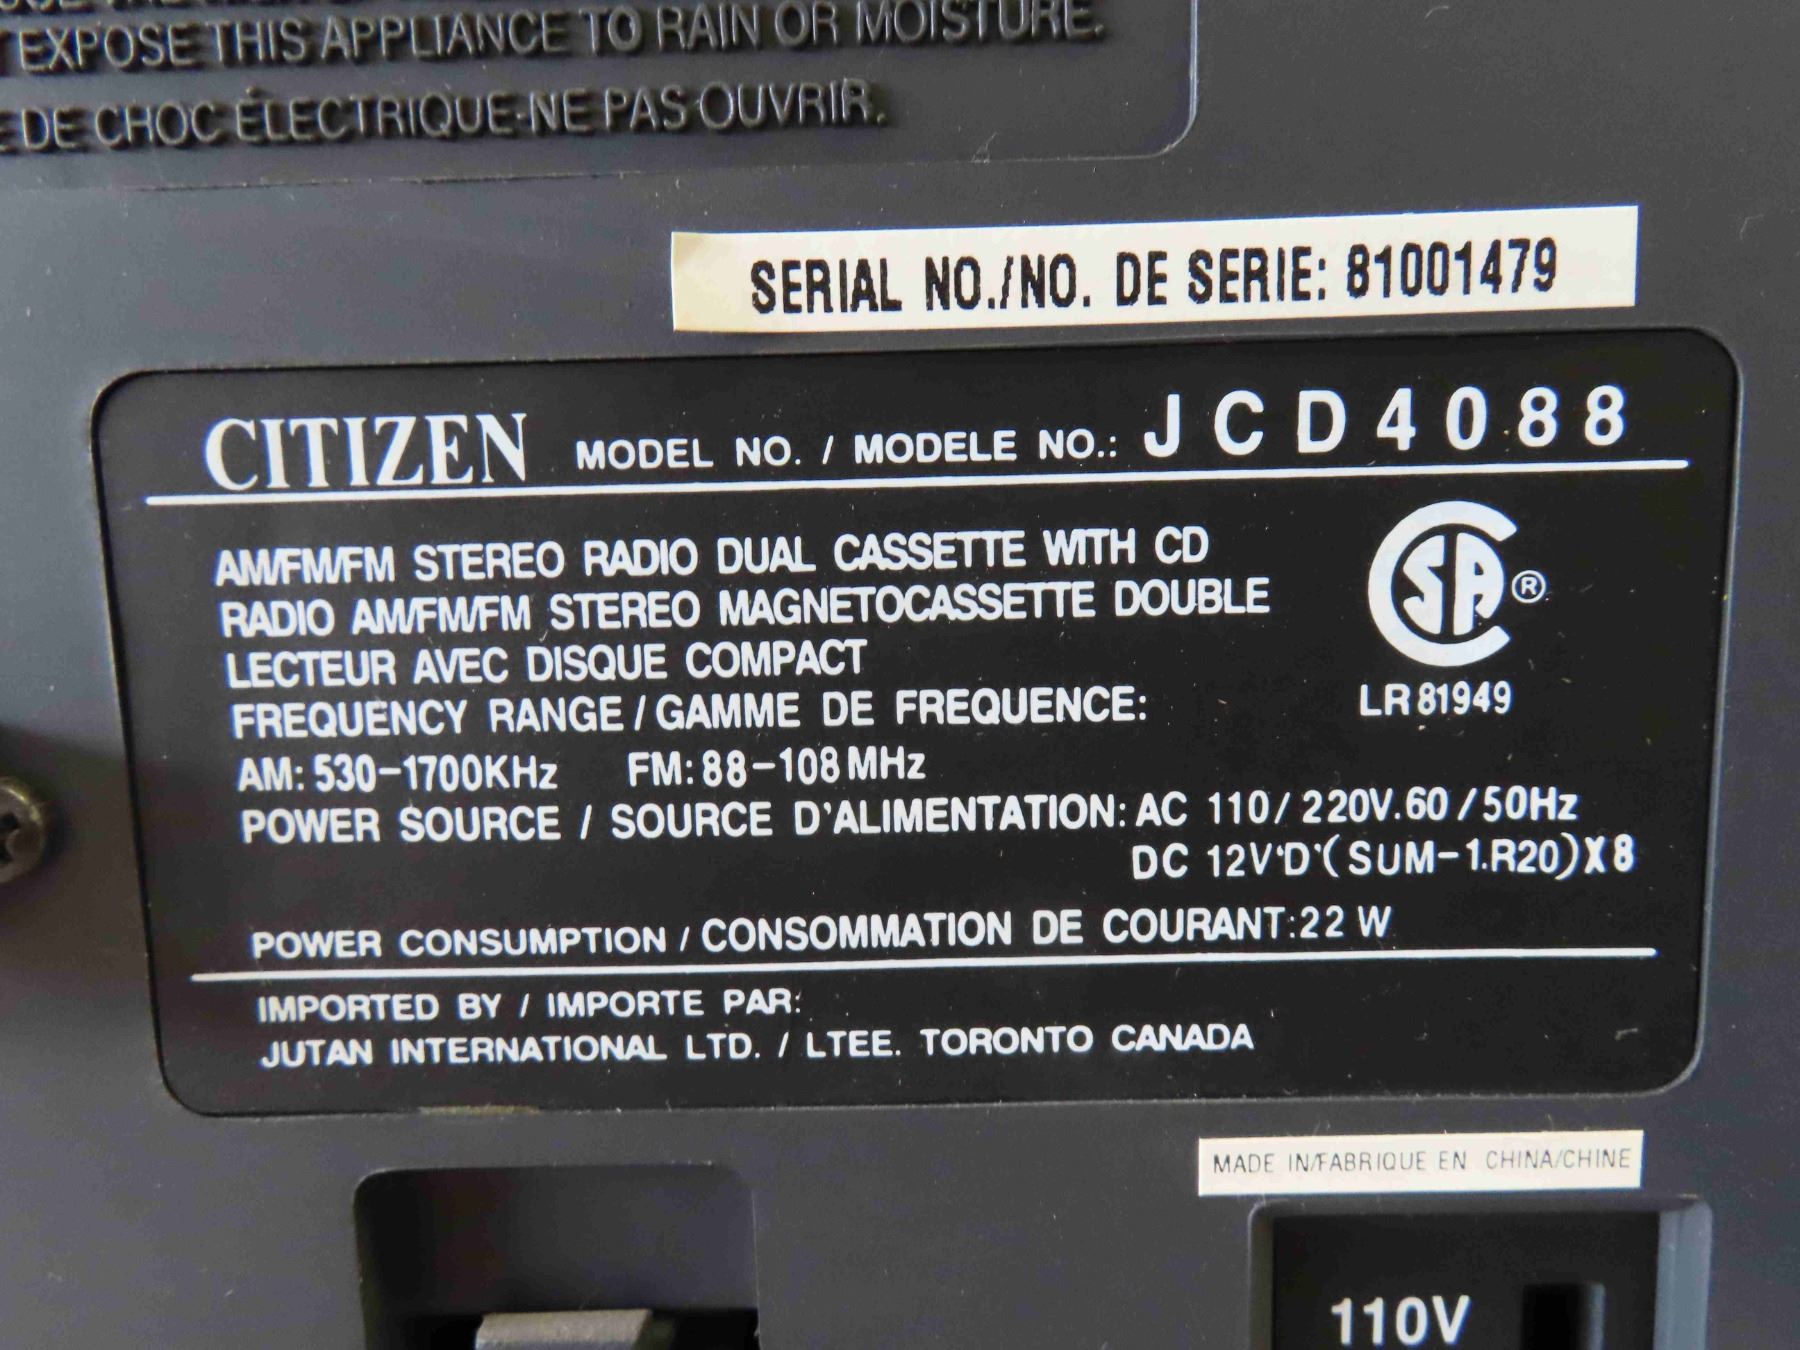 EXPOSE THIS APPLIANCE TO RAIN OR MOISTURE.
DE CHOC ÉLECTRIQUE-NE PAS OUVRIR.
SERIAL NO./NO. DE SERIE: 81001479
CITIZEN MODEL NO. / MODELE NO.: JCD4088
AM/FM/FM STEREO RADIO DUAL CASSETTE WITH CD
RADIO AM/FM/FM STEREO MAGNETOCASSETTE DOUBLE
LECTEUR AVEC DISQUE COMPACT
SA ®
LR 81949
FREQUENCY RANGE / GAMME DE FREQUENCE:
AM: 530-1700KHz FM: 88-108 MHz
POWER SOURCE / SOURCE D'ALIMENTATION: AC 110/ 220V.60 / 50Hz
DC 12V'D'(SUM-1.R20)X8
POWER CONSUMPTION / CONSOMMATION DE COURANT:22 W
IMPORTED BY / IMPORTE PAR:
JUTAN INTERNATIONAL LTD. / LTEE. TORONTO CANADA
MADE IN/FABRIQUE EN CHINA/CHINE
110V